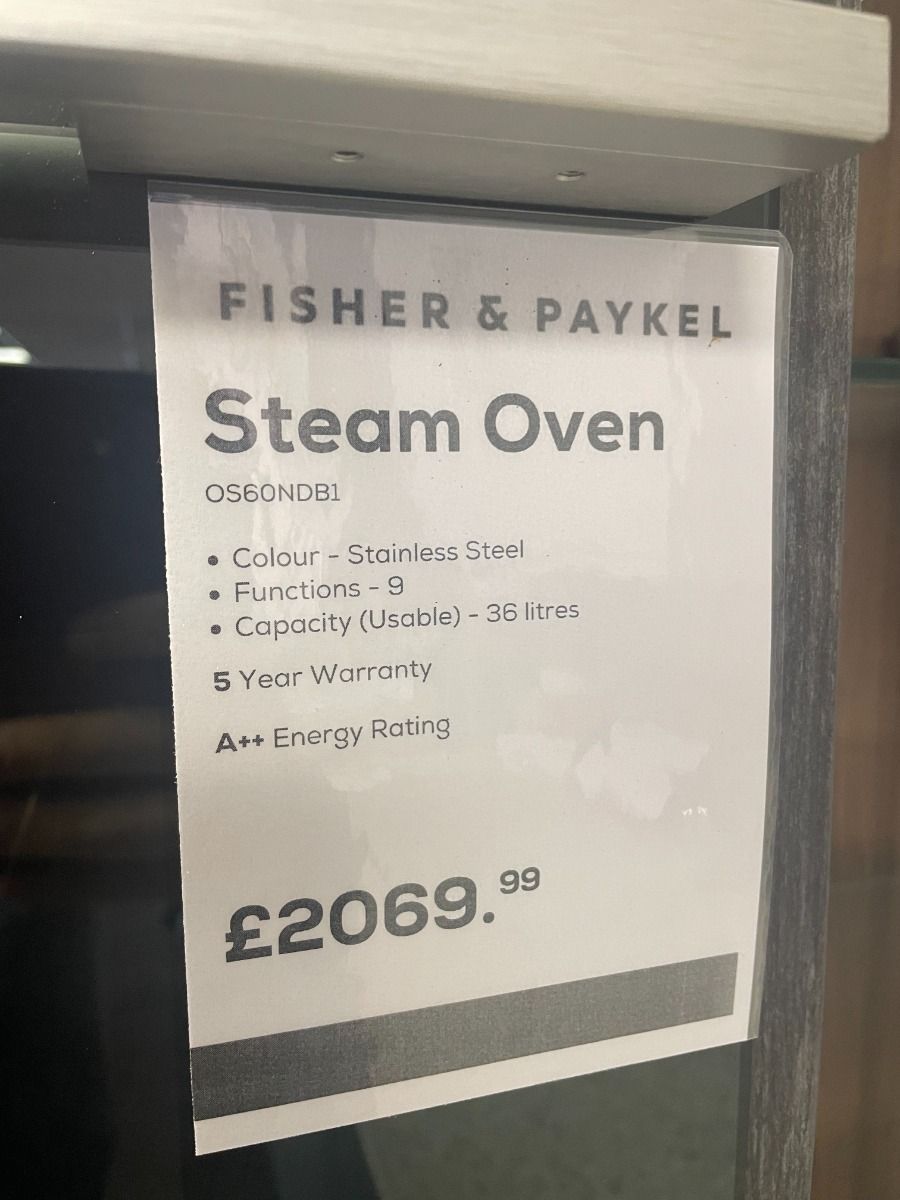 FISHER & PAYKEL
Steam Oven
OS60NDB1
• Colour - Stainless Steel
• Functions - 9
• Capacity (Usable) - 36 litres
5 Year Warranty
A++ Energy Rating
£2069.99